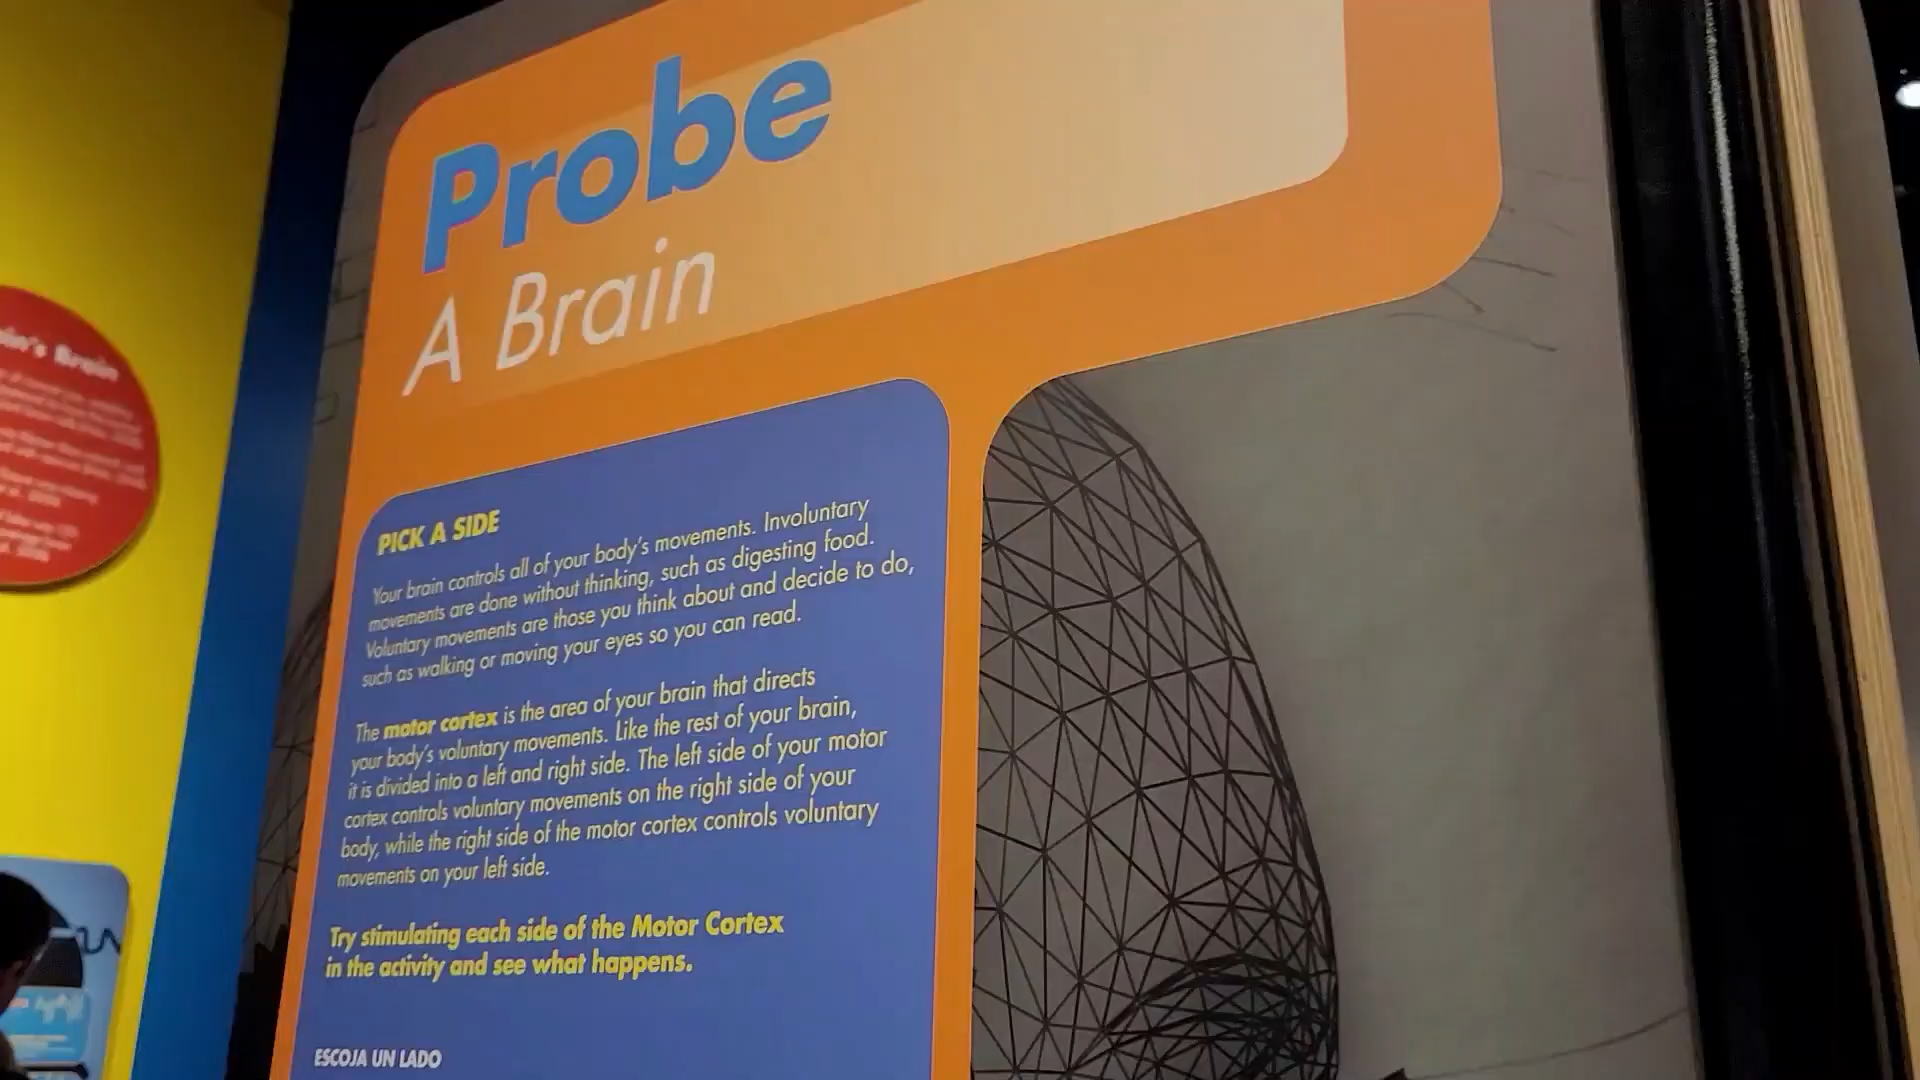 Probe
A Brain
PICK A SIDE
Your brain controls all of your body's movements. Involuntary
movements are done without thinking, such as digesting food.
Voluntary movements are those you think about and decide to do,
such as walking or moving your eyes so you can read.
The motor cortex is the area of your brain that directs
your body's voluntary movements. Like the rest of your brain,
it is divided into a left and right side. The left side of your motor
cortex controls voluntary movements on the right side of your
body, while the right side of the motor cortex controls voluntary
movements on your left side.
Try stimulating each side of the Motor Cortex
in the activity and see what happens.
ESCOJA UN LADO
Brain